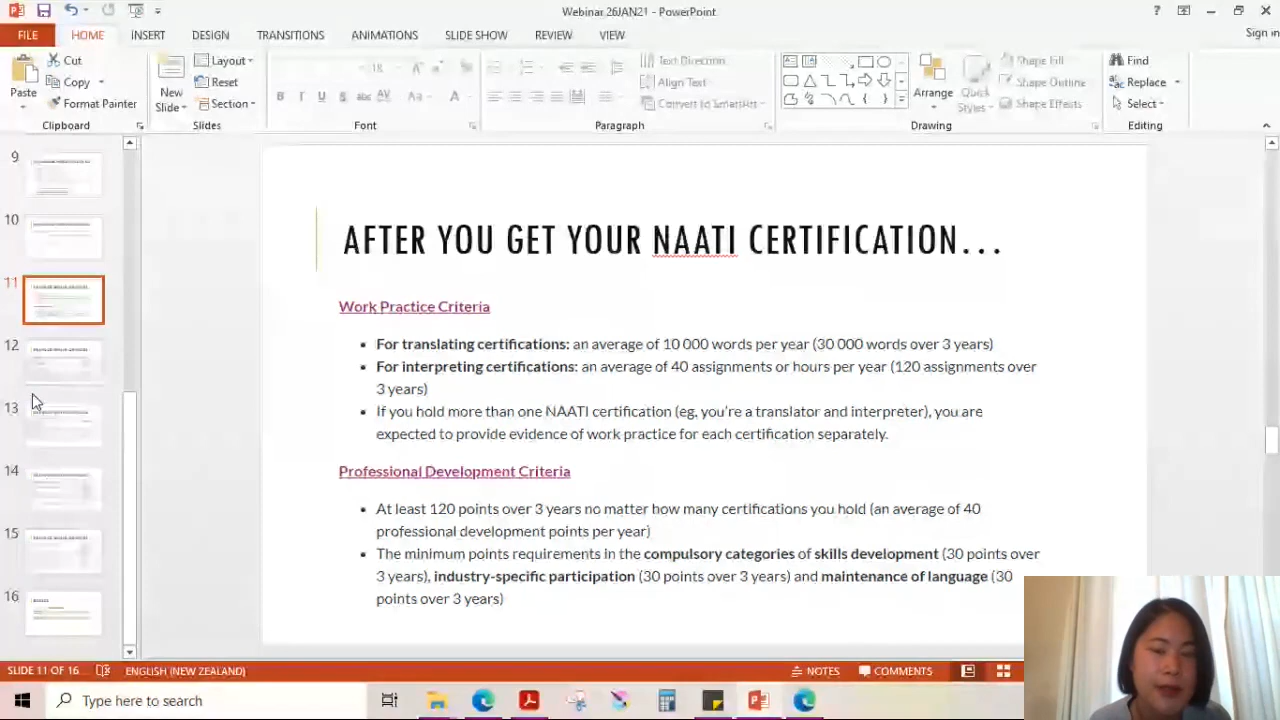 Webinar 26JAN21 - PowerPoint
?
FILE HOME INSERT DESIGN TRANSITIONS ANIMATIONS SLIDE SHOW REVIEW VIEW Sign in
Paste
Cut
Copy
Format Painter
Clipboard
New Slide
Layout
Reset
Section
Slides
18
B I U S abc AV Aa A
Font
Text Direction
Align Text
Convert to SmartArt
Paragraph
Arrange
Quick Styles
Shape Fill
Shape Outline
Shape Effects
Drawing
Find
Replace
Select
Editing
9
10
11
12
13
14
15
16
AFTER YOU GET YOUR NAATI CERTIFICATION...
Work Practice Criteria
• For translating certifications: an average of 10 000 words per year (30 000 words over 3 years)
• For interpreting certifications: an average of 40 assignments or hours per year (120 assignments over
3 years)
• If you hold more than one NAATI certification (eg, you're a translator and interpreter), you are
expected to provide evidence of work practice for each certification separately.
Professional Development Criteria
• At least 120 points over 3 years no matter how many certifications you hold (an average of 40
professional development points per year)
• The minimum points requirements in the compulsory categories of skills development (30 points over
3 years), industry-specific participation (30 points over 3 years) and maintenance of language (30
points over 3 years)
SLIDE 11 OF 16 ENGLISH (NEW ZEALAND) NOTES COMMENTS
Type here to search